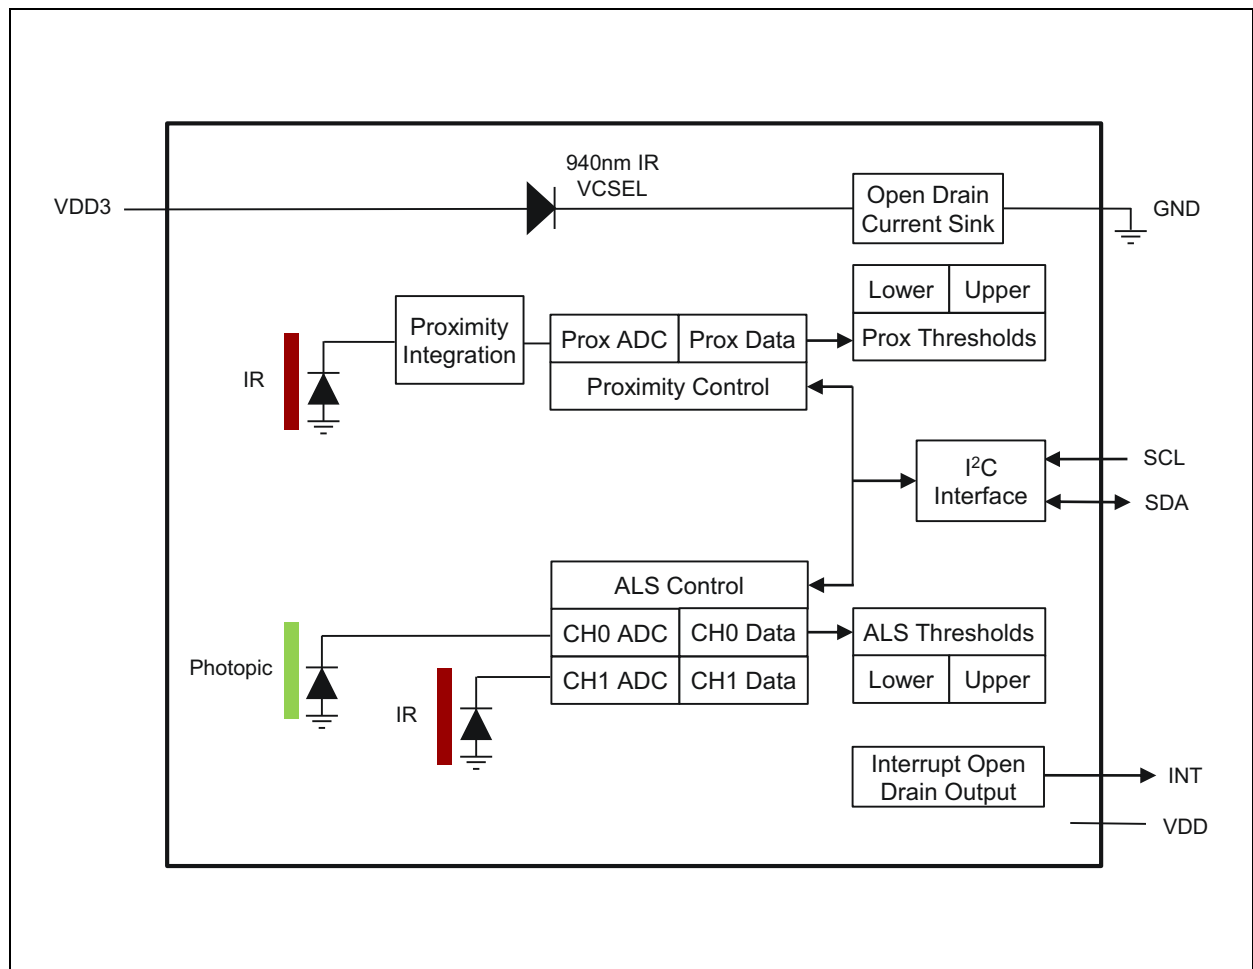 940nm IR
VCSEL
VDD3
Open Drain
Current Sink
GND
Lower Upper
Proximity
Integration
Prox ADC Prox Data
Prox Thresholds
IR
Proximity Control
I²C
Interface
SCL
SDA
ALS Control
CH0 ADC CH0 Data
ALS Thresholds
Photopic
CH1 ADC CH1 Data
Lower Upper
IR
Interrupt Open
Drain Output
INT
VDD